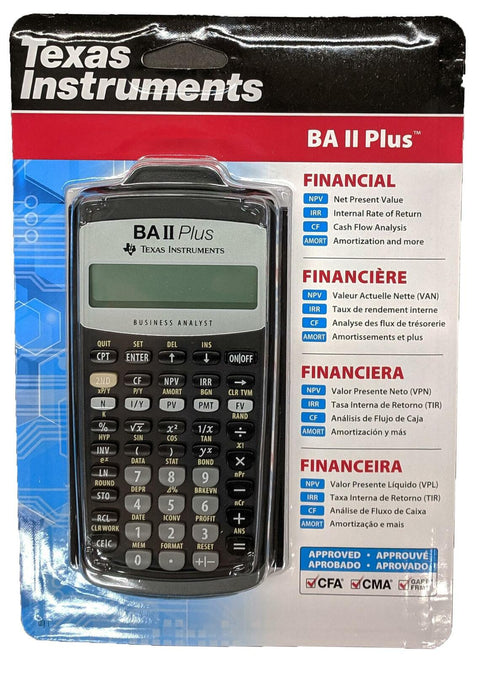 Texas
Instruments
BA II Plus™
FINANCIAL
NPV Net Present Value
IRR Internal Rate of Return
CF Cash Flow Analysis
AMORT Amortization and more
FINANCIÈRE
NPV Valeur Actuelle Nette (VAN)
IRR Taux de rendement interne
CF Analyse des flux de trésorerie
AMORT Amortissements et plus
FINANCIERA
NPV Valor Presente Neto (VPN)
IRR Tasa Interna de Retorno (TIR)
CF Análisis de Flujo de Caja
AMORT Amortización y más
FINANCEIRA
NPV Valor Presente Líquido (VPL)
IRR Taxa Interna de Retorno (TIR)
CF Análise de Fluxo de Caixa
AMORT Amortização e mais
APPROVED • APPROUVÉ
APROBADO • APROVADO
CFA CMA GARP FRM
BA II Plus
TEXAS INSTRUMENTS
BUSINESS ANALYST
QUIT SET DEL INS
CPT ENTER ↑ ↓ ON|OFF
2ND CF NPV IRR →
xP/Y P/Y AMORT BGN CLR TVM
N I/Y PV PMT FV
K RAND
% √x x² 1/x ÷
HYP SIN COS TAN x!
INV ( ) yˣ ×
eˣ DATA STAT BOND nPr
LN 7 8 9 −
ROUND DEPR Δ% BRKEVN nCr
STO 4 5 6 +
DATE ICONV PROFIT ANS
RCL 1 2 3 =
CLR WORK MEM FORMAT RESET
CE|C 0 . +|−